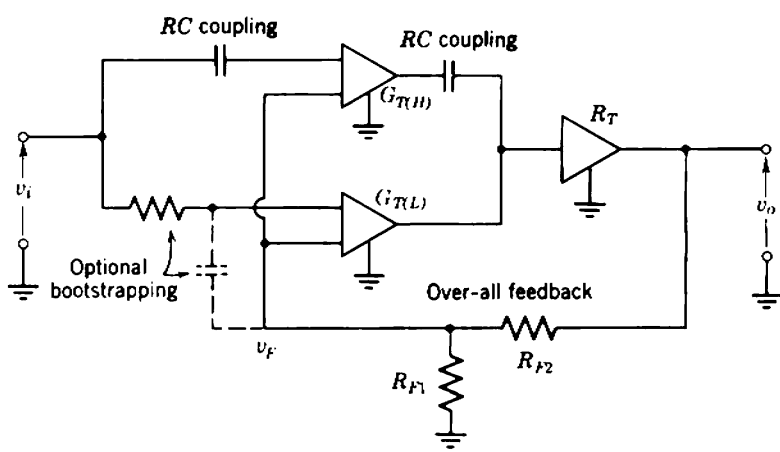 RC coupling
RC coupling
G_T(H)
R_T
v_i
G_T(L)
v_o
Optional
bootstrapping
Over-all feedback
v_F
R_F2
R_F1